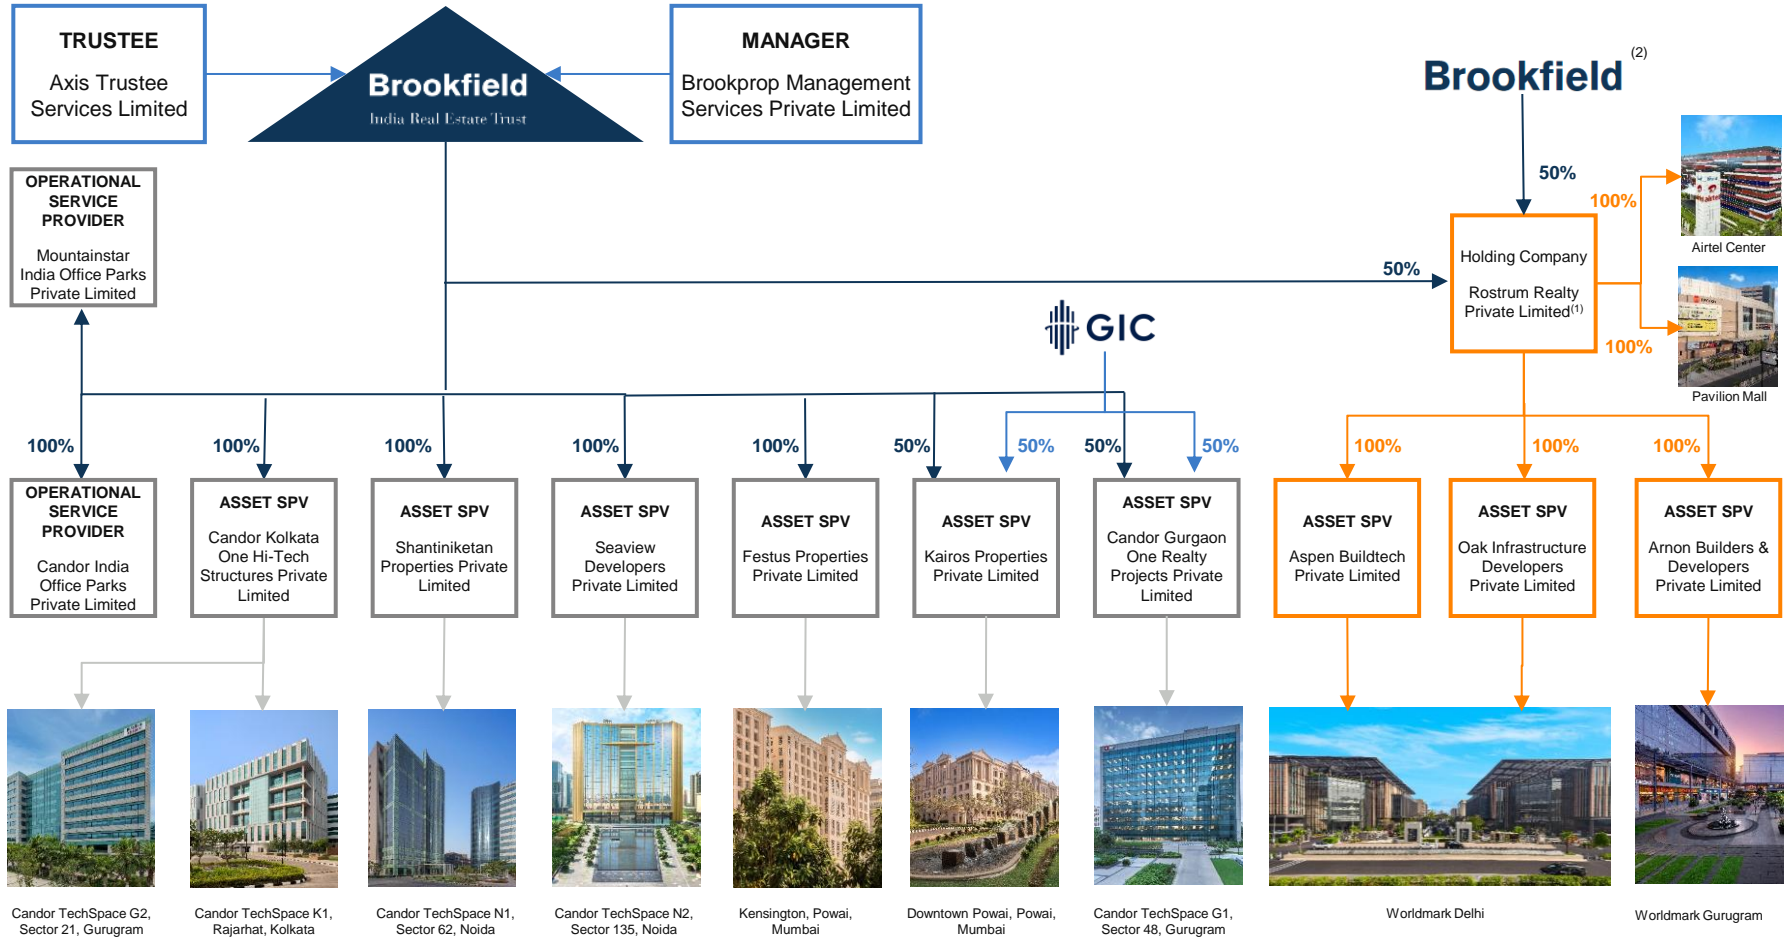 TRUSTEE
Axis Trustee
Services Limited
Brookfield
India Real Estate Trust
MANAGER
Brookprop Management
Services Private Limited
Brookfield (2)
50%
100%
Airtel Center
OPERATIONAL
SERVICE
PROVIDER
Mountainstar
India Office Parks
Private Limited
50%
Holding Company
Rostrum Realty
Private Limited(1)
100%
Pavilion Mall
GIC
100%
100%
100%
100%
100%
50%
50%
50%
50%
100%
100%
100%
OPERATIONAL
SERVICE
PROVIDER
Candor India
Office Parks
Private Limited
ASSET SPV
Candor Kolkata
One Hi-Tech
Structures Private
Limited
ASSET SPV
Shantiniketan
Properties Private
Limited
ASSET SPV
Seaview
Developers
Private Limited
ASSET SPV
Festus Properties
Private Limited
ASSET SPV
Kairos Properties
Private Limited
ASSET SPV
Candor Gurgaon
One Realty
Projects Private
Limited
ASSET SPV
Aspen Buildtech
Private Limited
ASSET SPV
Oak Infrastructure
Developers
Private Limited
ASSET SPV
Arnon Builders &
Developers
Private Limited
Candor TechSpace G2,
Sector 21, Gurugram
Candor TechSpace K1,
Rajarhat, Kolkata
Candor TechSpace N1,
Sector 62, Noida
Candor TechSpace N2,
Sector 135, Noida
Kensington, Powai,
Mumbai
Downtown Powai, Powai,
Mumbai
Candor TechSpace G1,
Sector 48, Gurugram
Worldmark Delhi
Worldmark Gurugram